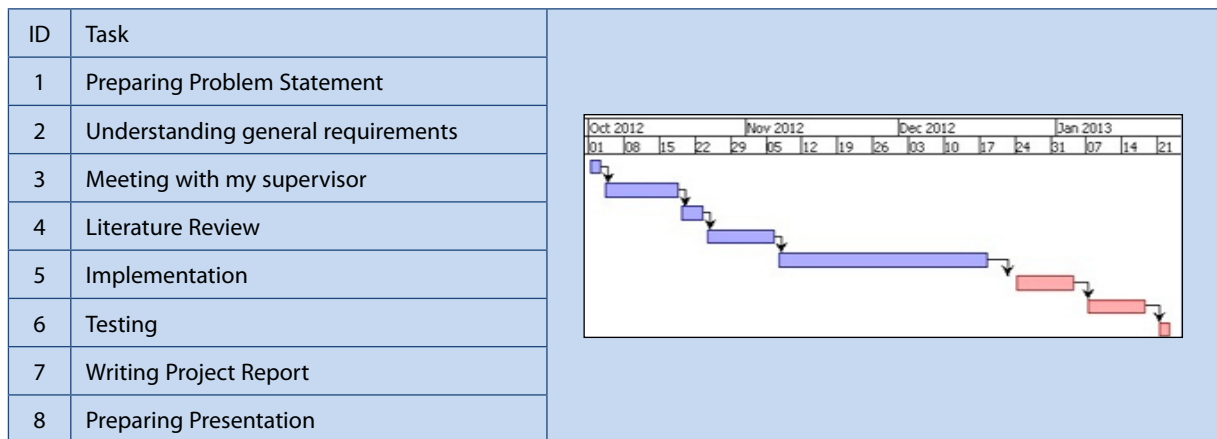 ID Task
1 Preparing Problem Statement
2 Understanding general requirements
3 Meeting with my supervisor
4 Literature Review
5 Implementation
6 Testing
7 Writing Project Report
8 Preparing Presentation
Oct 2012 Nov 2012 Dec 2012 Jan 2013
01 08 15 22 29 05 12 19 26 03 10 17 24 31 07 14 21